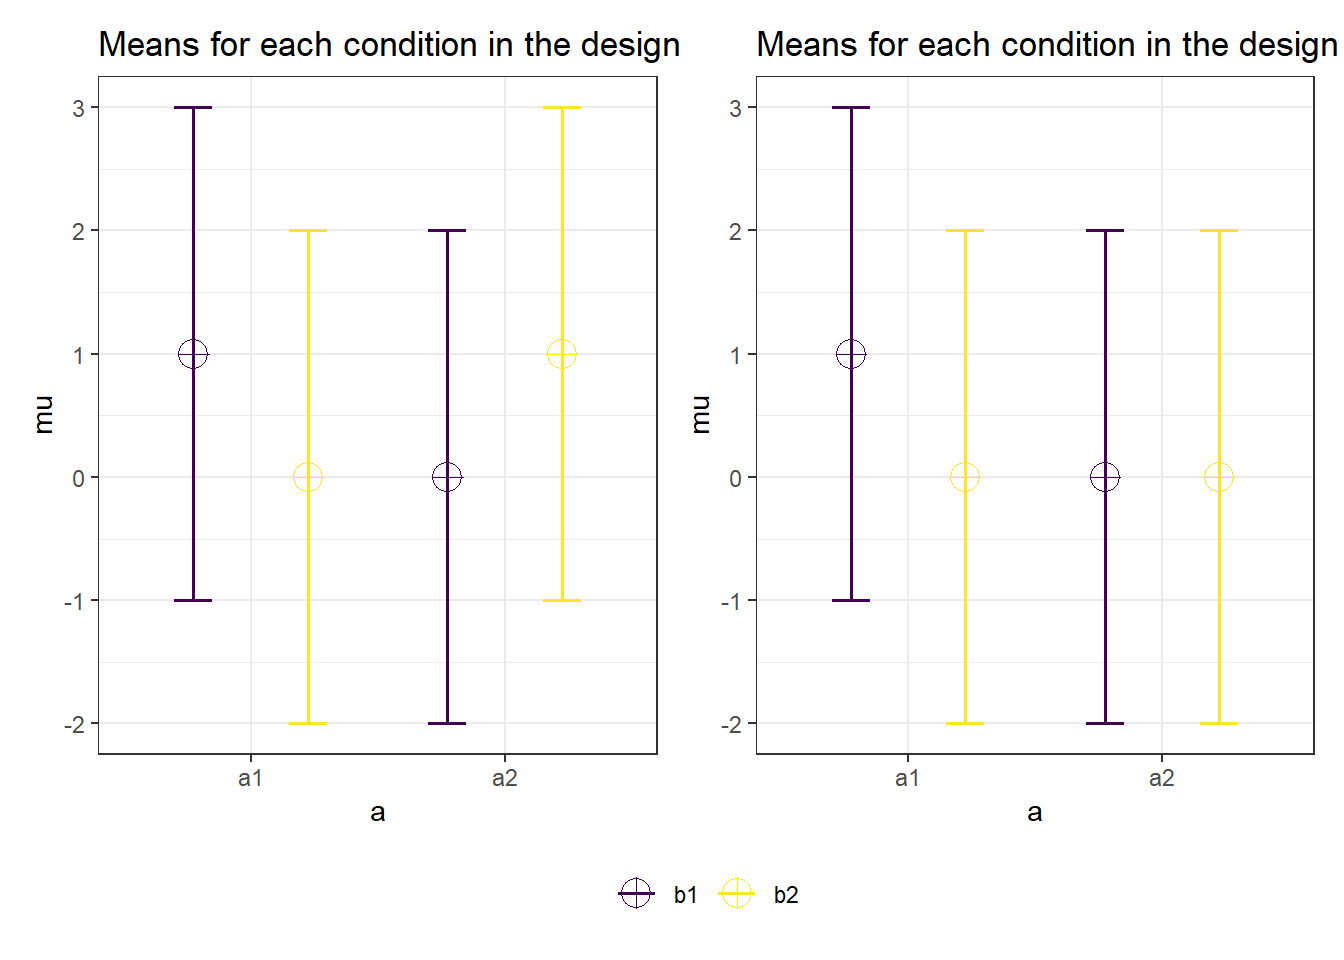 Means for each condition in the design
3
2
1
0
-1
-2
mu
a1
a2
a
Means for each condition in the design
3
2
1
0
-1
-2
mu
a1
a2
a
b1
b2